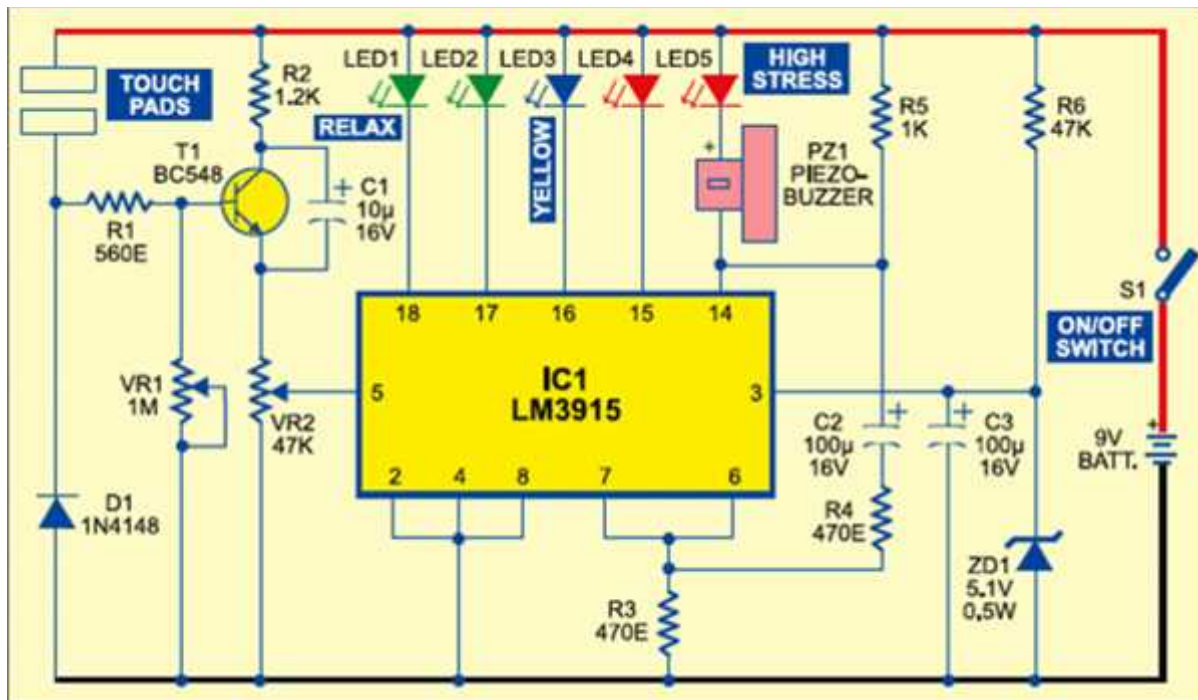 TOUCH
PADS
R2
1.2K
LED1
LED2
LED3
LED4
LED5
HIGH
STRESS
RELAX
YELLOW
T1
BC548
C1
10µ
16V
+
R1
560E
+
PZ1
PIEZO-
BUZZER
R5
1K
R6
47K
S1
ON/OFF
SWITCH
18
17
16
15
14
IC1
LM3915
5
3
2
4
8
7
6
VR1
1M
VR2
47K
C2
100µ
16V
+
C3
100µ
16V
+
9V
BATT.
+
D1
1N4148
R4
470E
R3
470E
ZD1
5.1V
0.5W